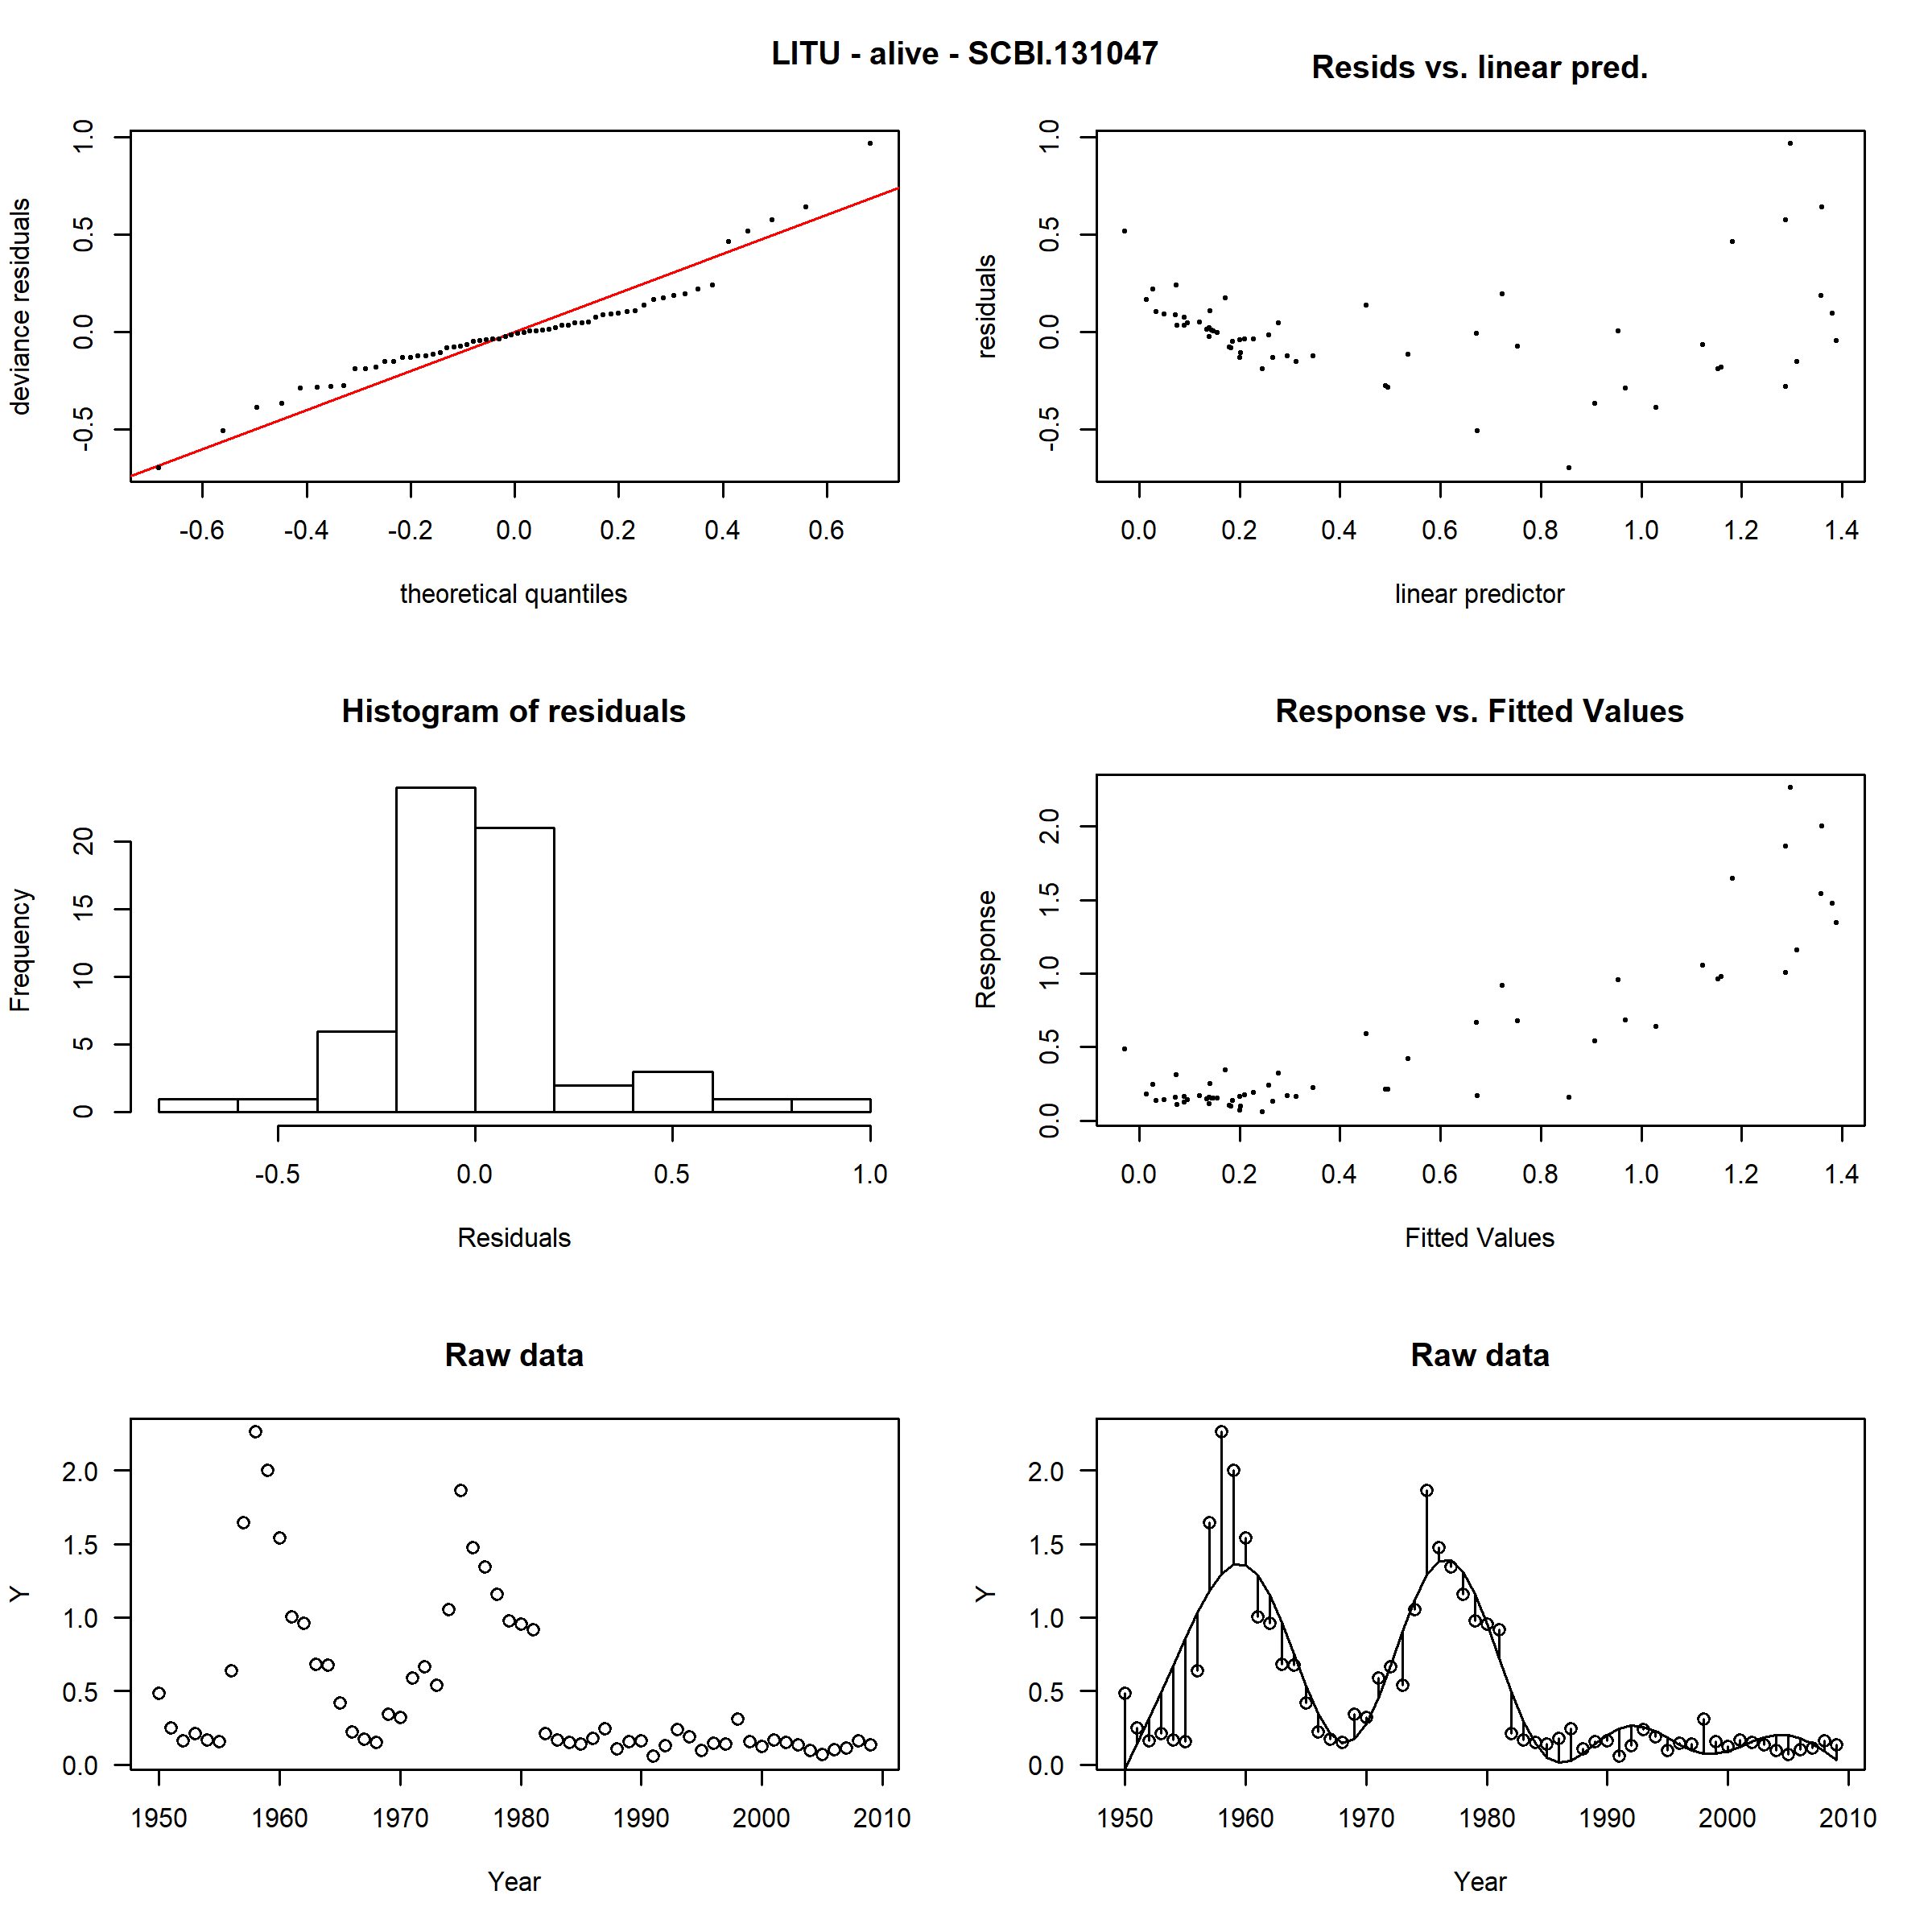 LITU - alive - SCBI.131047
Resids vs. linear pred.
deviance residuals
-0.5 0.0 0.5 1.0
-0.6 -0.4 -0.2 0.0 0.2 0.4 0.6
theoretical quantiles
residuals
-0.5 0.0 0.5 1.0
0.0 0.2 0.4 0.6 0.8 1.0 1.2 1.4
linear predictor
Histogram of residuals
Frequency
0 5 10 15 20
-0.5 0.0 0.5 1.0
Residuals
Response vs. Fitted Values
Response
0.0 0.5 1.0 1.5 2.0
0.0 0.2 0.4 0.6 0.8 1.0 1.2 1.4
Fitted Values
Raw data
Y
2.0
1.5
1.0
0.5
0.0
1950 1960 1970 1980 1990 2000 2010
Year
Raw data
Y
2.0
1.5
1.0
0.5
0.0
1950 1960 1970 1980 1990 2000 2010
Year